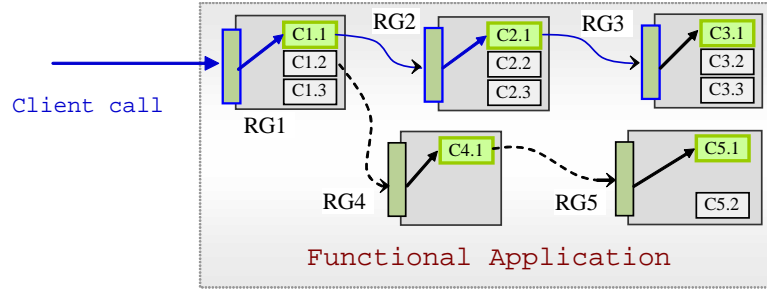 C1.1
C1.2
C1.3
RG1
RG2
C2.1
C2.2
C2.3
RG3
C3.1
C3.2
C3.3
Client call
RG4
C4.1
RG5
C5.1
C5.2
Functional Application